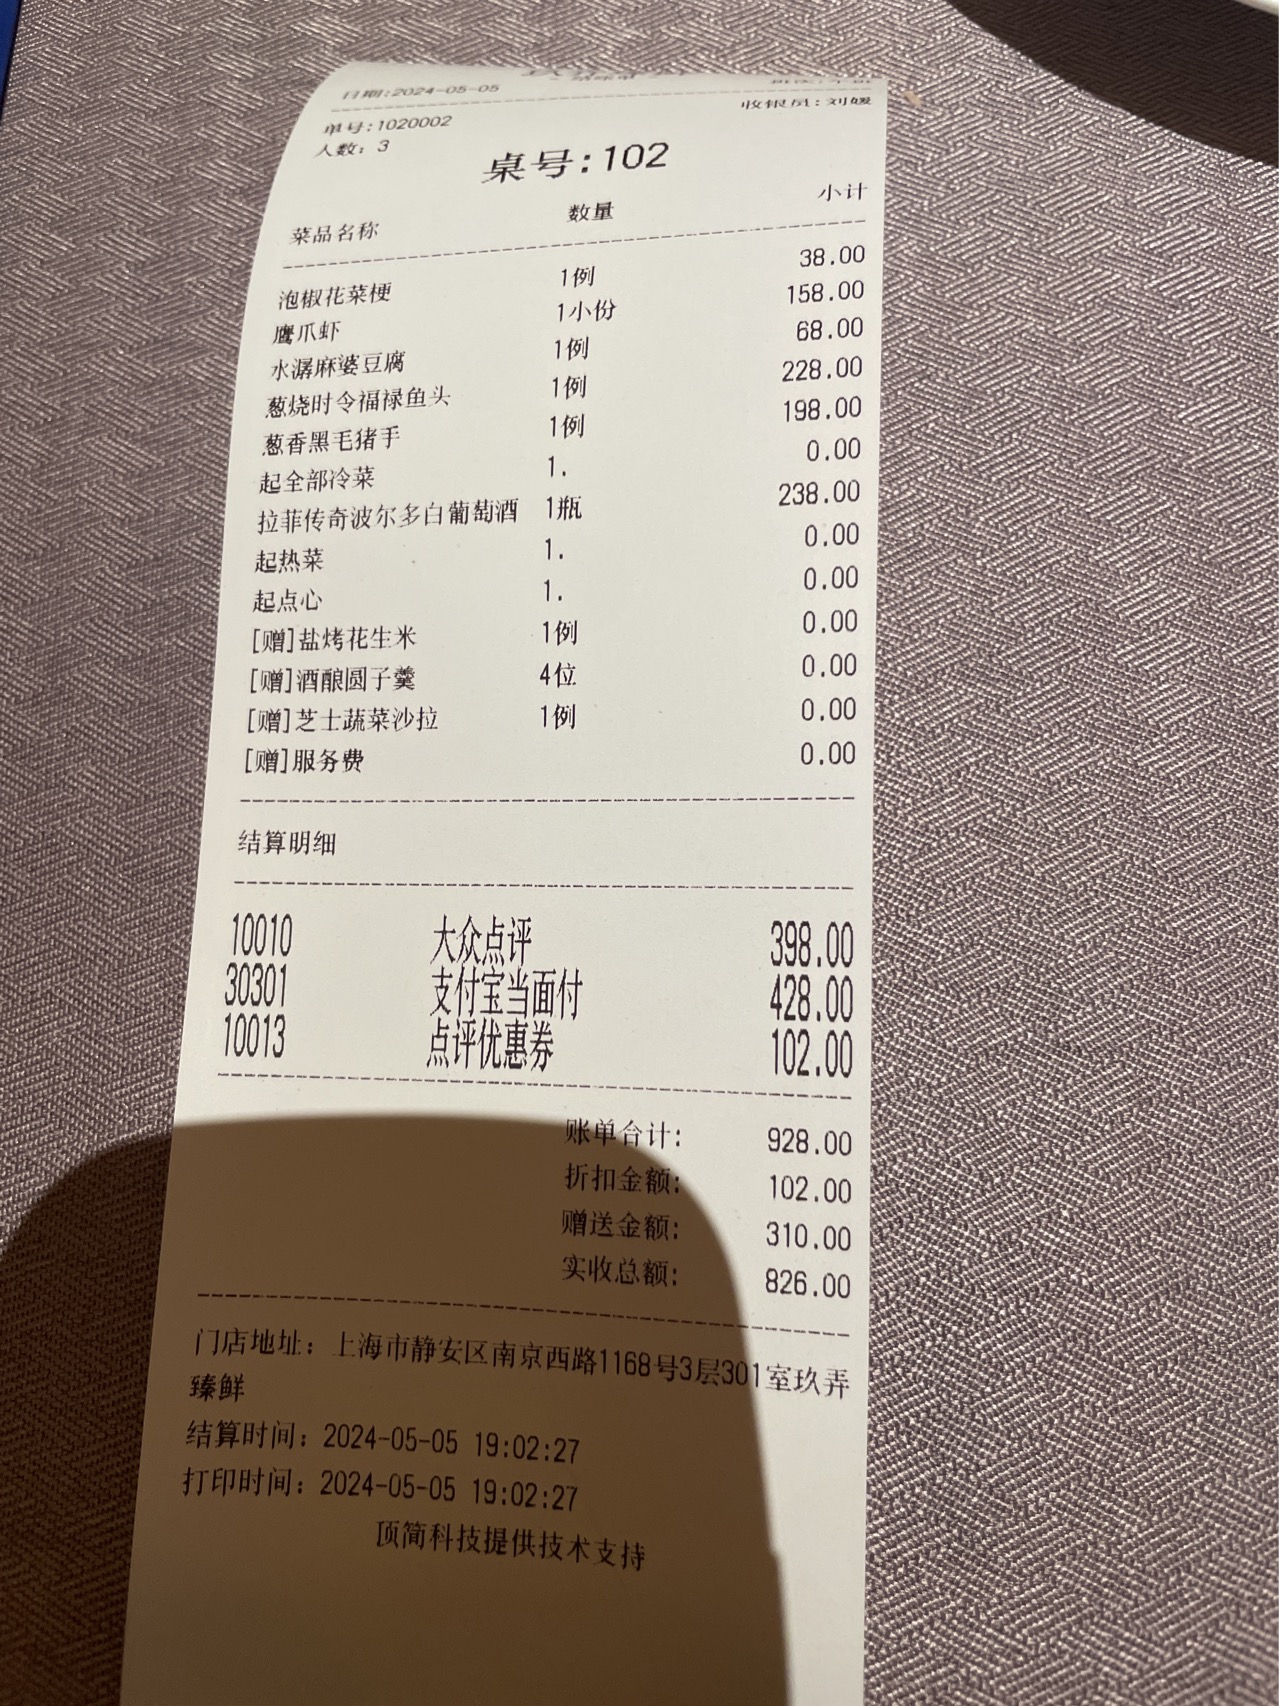 日期:2024-05-05
收银员:刘媛
单号:1020002
人数: 3
桌号:102
菜品名称 数量 小计
泡椒花菜梗 1例 38.00
鹰爪虾 1小份 158.00
水潺麻婆豆腐 1例 68.00
葱烧时令福禄鱼头 1例 228.00
葱香黑毛猪手 1例 198.00
起全部冷菜 1. 0.00
拉菲传奇波尔多白葡萄酒 1瓶 238.00
起热菜 1. 0.00
起点心 1. 0.00
[赠]盐烤花生米 1例 0.00
[赠]酒酿圆子羹 4位 0.00
[赠]芝士蔬菜沙拉 1例 0.00
[赠]服务费 0.00
结算明细
10010 大众点评 398.00
30301 支付宝当面付 428.00
10013 点评优惠券 102.00
账单合计: 928.00
折扣金额: 102.00
赠送金额: 310.00
实收总额: 826.00
门店地址: 上海市静安区南京西路1168号3层301室玖弄
臻鲜
结算时间: 2024-05-05 19:02:27
打印时间: 2024-05-05 19:02:27
顶简科技提供技术支持